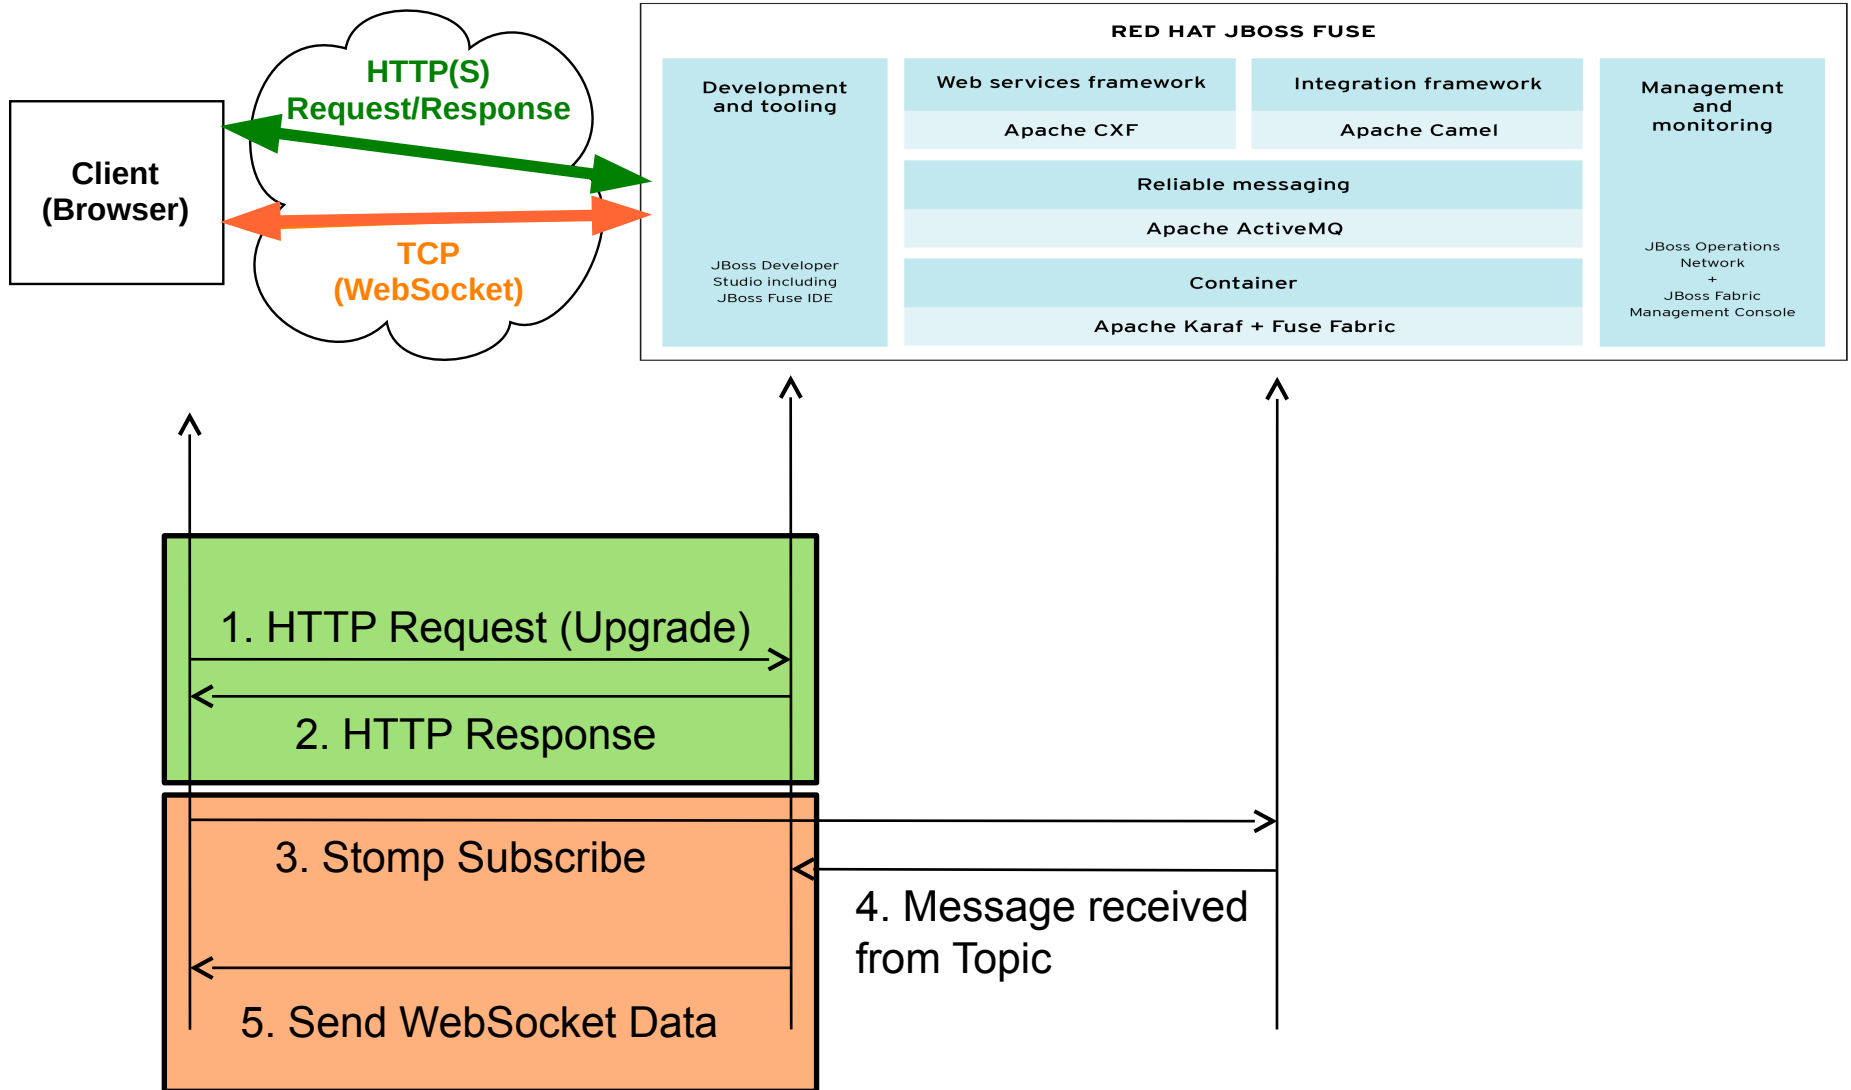 HTTP(S)
Request/Response
Client
(Browser)
TCP
(WebSocket)
RED HAT JBOSS FUSE
Development
and tooling
JBoss Developer
Studio including
JBoss Fuse IDE
Web services framework
Apache CXF
Integration framework
Apache Camel
Reliable messaging
Apache ActiveMQ
Container
Apache Karaf + Fuse Fabric
Management
and
monitoring
JBoss Operations
Network
+
JBoss Fabric
Management Console
1. HTTP Request (Upgrade)
2. HTTP Response
3. Stomp Subscribe
4. Message received
from Topic
5. Send WebSocket Data